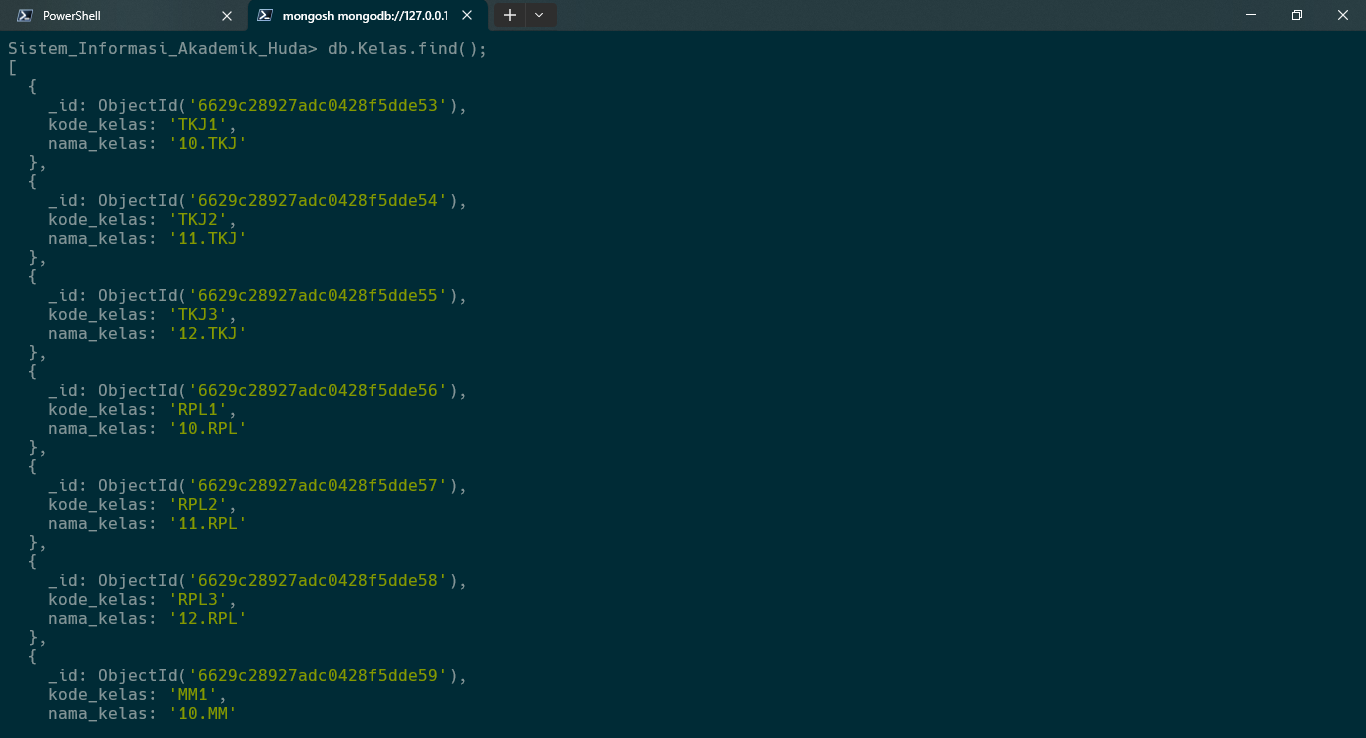 PowerShell
mongosh mongodb://127.0.0.1
Sistem_Informasi_Akademik_Huda> db.Kelas.find();
[
  {
    _id: ObjectId('6629c28927adc0428f5dde53'),
    kode_kelas: 'TKJ1',
    nama_kelas: '10.TKJ'
  },
  {
    _id: ObjectId('6629c28927adc0428f5dde54'),
    kode_kelas: 'TKJ2',
    nama_kelas: '11.TKJ'
  },
  {
    _id: ObjectId('6629c28927adc0428f5dde55'),
    kode_kelas: 'TKJ3',
    nama_kelas: '12.TKJ'
  },
  {
    _id: ObjectId('6629c28927adc0428f5dde56'),
    kode_kelas: 'RPL1',
    nama_kelas: '10.RPL'
  },
  {
    _id: ObjectId('6629c28927adc0428f5dde57'),
    kode_kelas: 'RPL2',
    nama_kelas: '11.RPL'
  },
  {
    _id: ObjectId('6629c28927adc0428f5dde58'),
    kode_kelas: 'RPL3',
    nama_kelas: '12.RPL'
  },
  {
    _id: ObjectId('6629c28927adc0428f5dde59'),
    kode_kelas: 'MM1',
    nama_kelas: '10.MM'